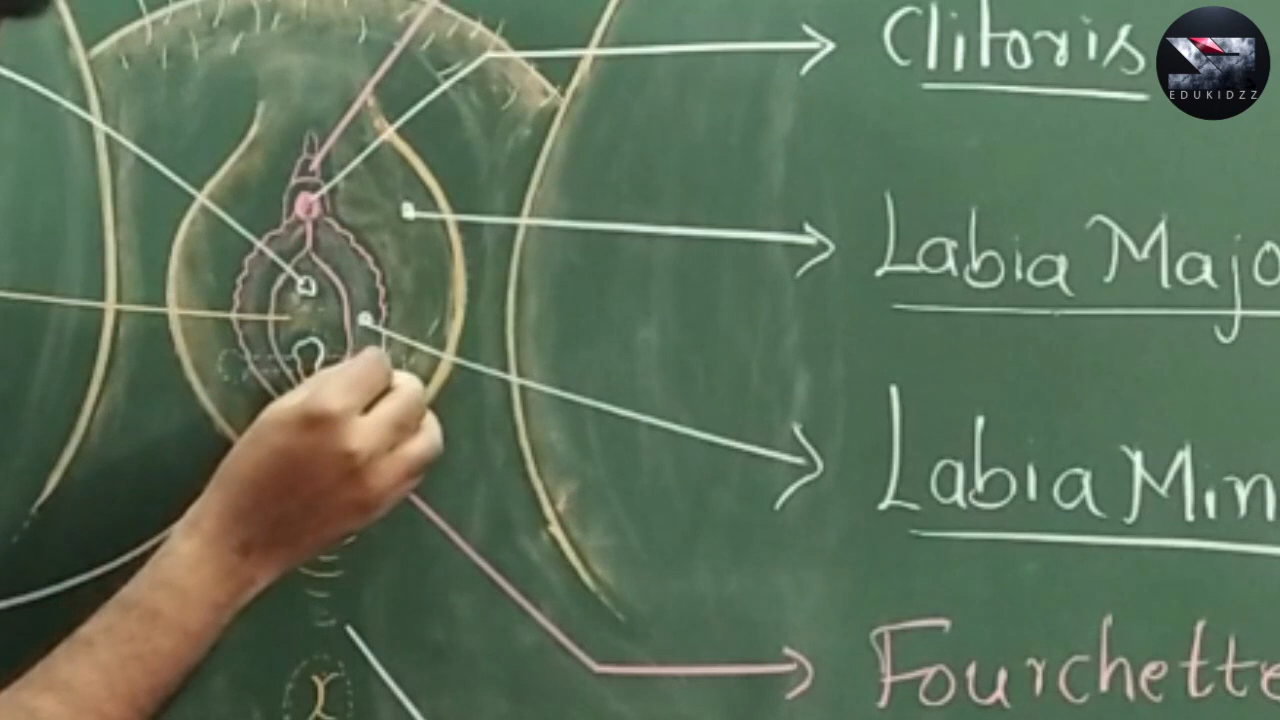 Clitoris
EDUKIDZZ
Labia Majo
Labia Min
Fourchette